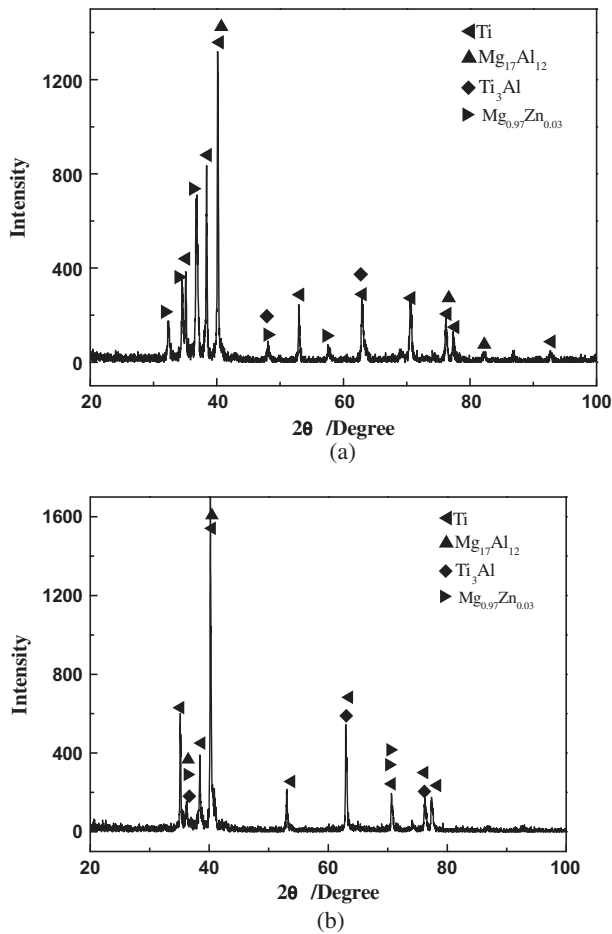 Ti
Mg17Al12
Ti3Al
Mg0.97Zn0.03
1200
800
400
0
Intensity
20 40 60 80 100
2θ /Degree
(a)
1600
Ti
Mg17Al12
Ti3Al
Mg0.97Zn0.03
1200
800
400
0
Intensity
20 40 60 80 100
2θ /Degree
(b)